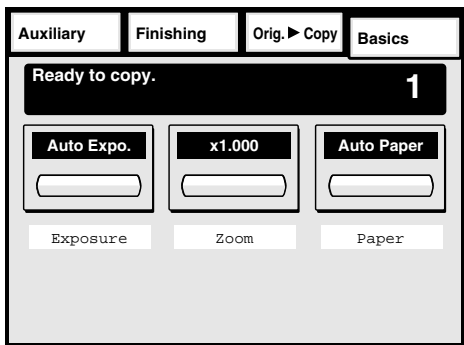 Auxiliary Finishing Orig.▶Copy Basics
Ready to copy. 1
Auto Expo. x1.000 Auto Paper
Exposure Zoom Paper